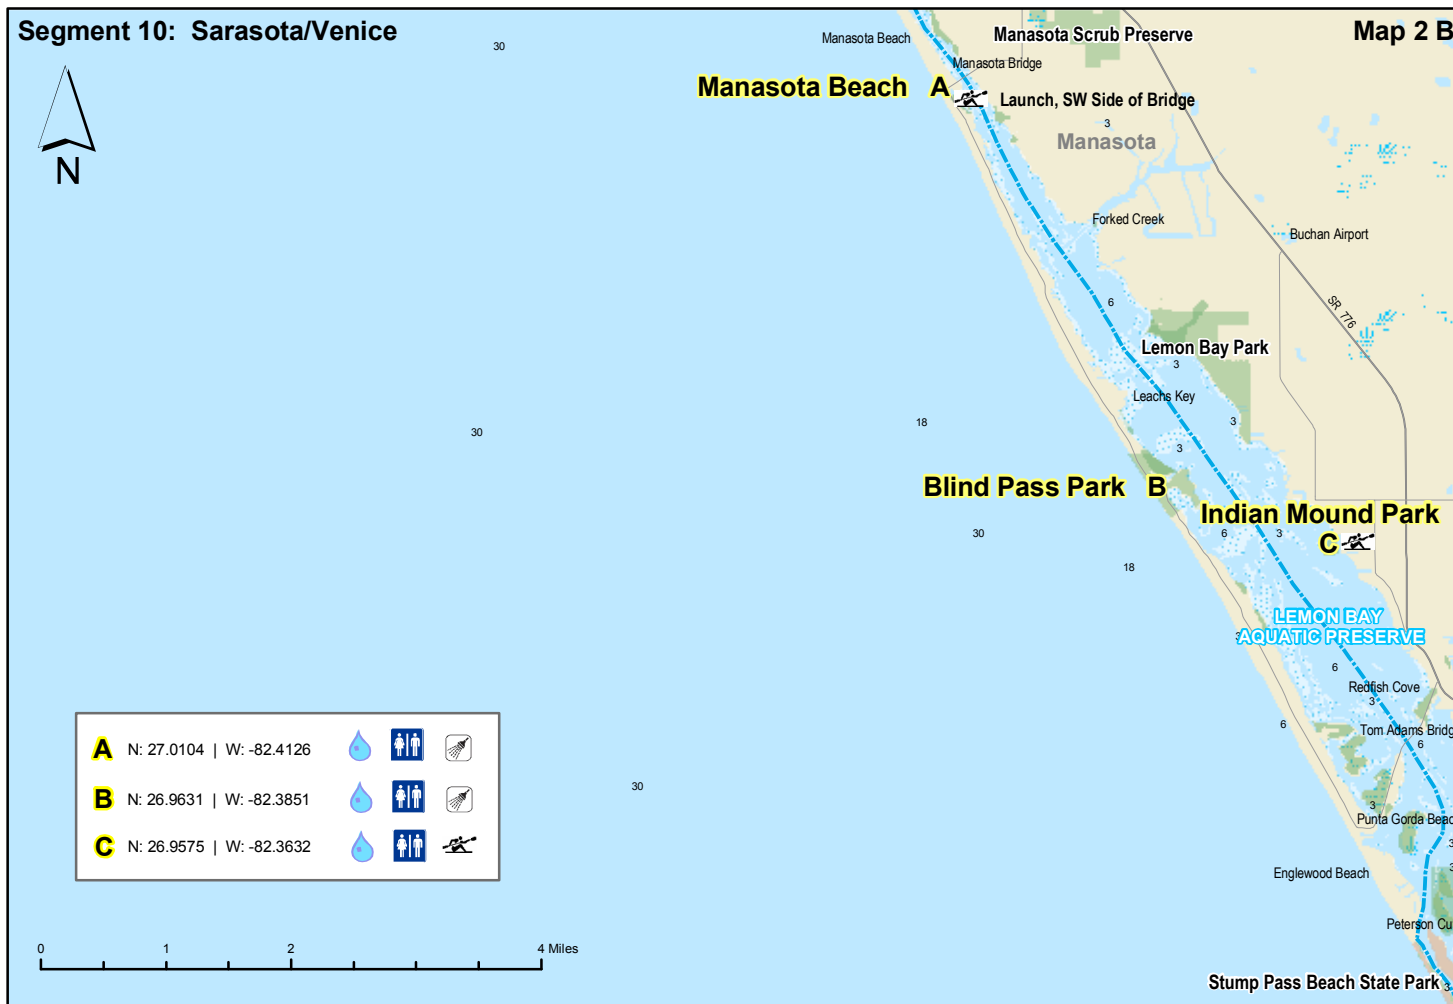 Segment 10: Sarasota/Venice
Map 2 B
30
Manasota Beach
Manasota Scrub Preserve
Manasota Bridge
Manasota Beach A
Launch, SW Side of Bridge
3
Manasota
N
Forked Creek
Buchan Airport
6
SR 776
Lemon Bay Park
3
Leachs Key
18
3
30
3
Blind Pass Park B
Indian Mound Park
30
6
3
C
18
LEMON BAY
AQUATIC PRESERVE
3
6
Redfish Cove
3
6
Tom Adams Bridg
6
30
3
Punta Gorda Beac
3
3
Englewood Beach
Peterson Cu
Stump Pass Beach State Park
3
A N: 27.0104 | W: -82.4126
B N: 26.9631 | W: -82.3851
C N: 26.9575 | W: -82.3632
0 1 2 4 Miles